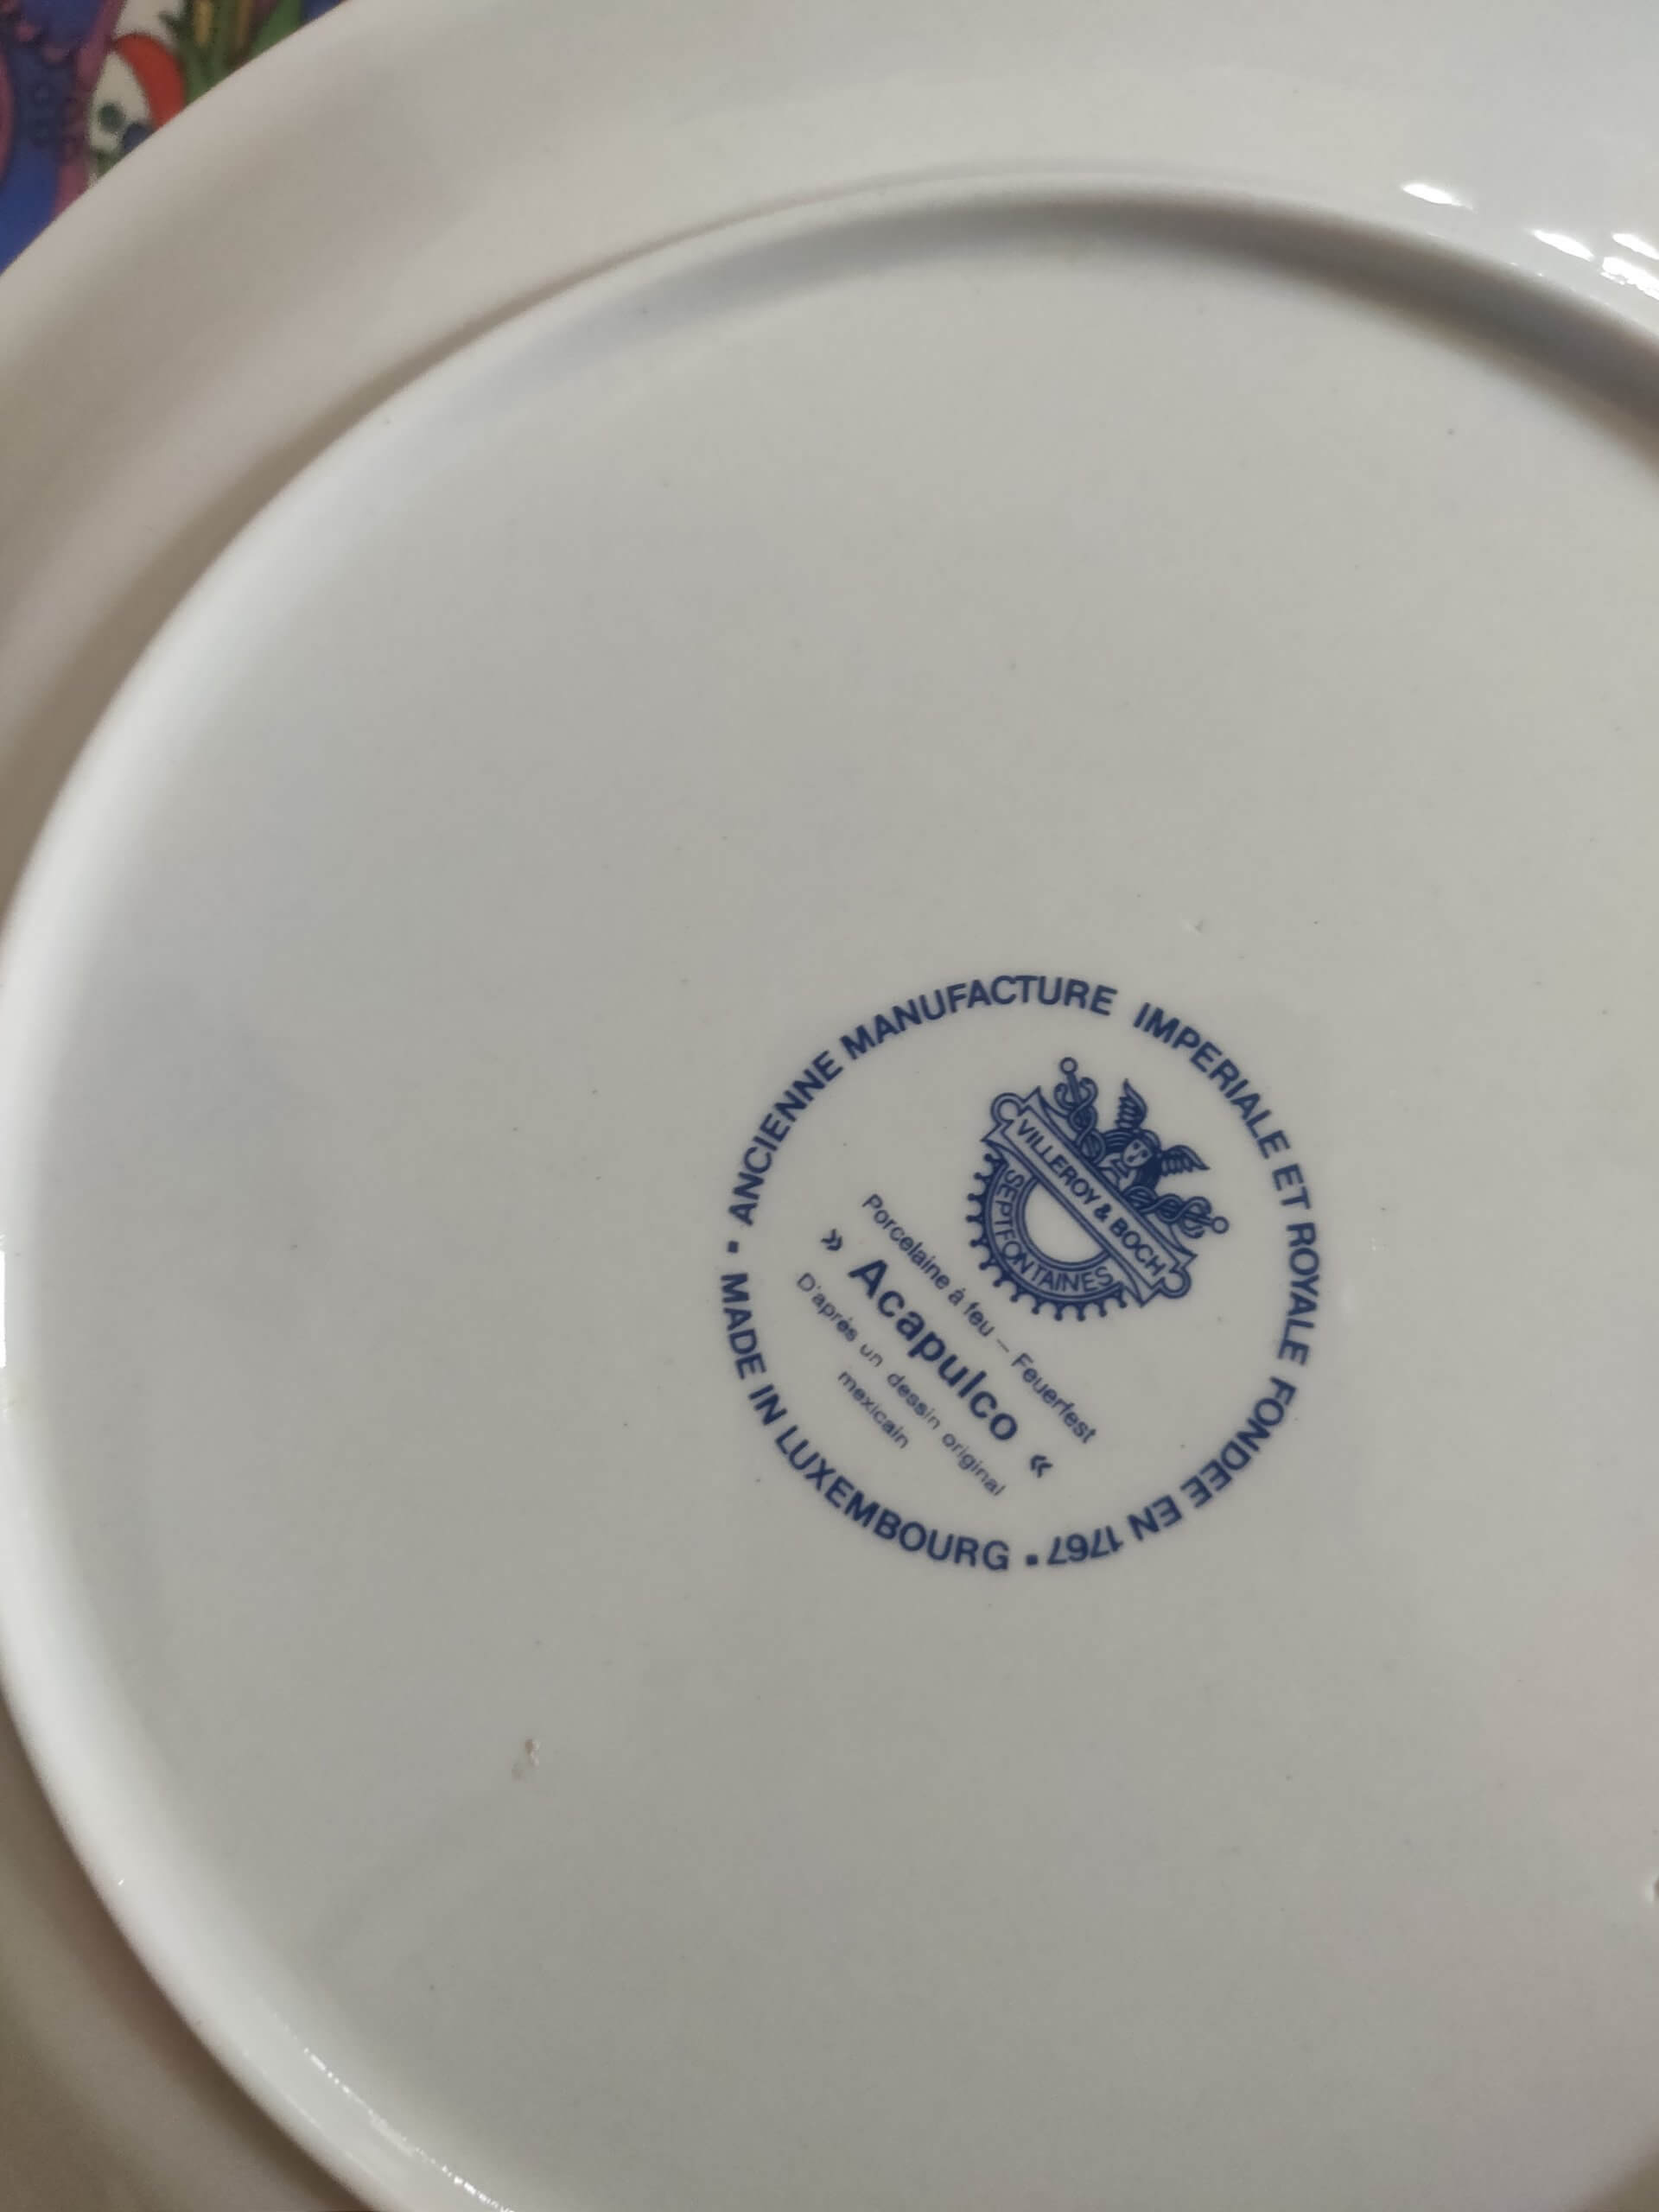 ANCIENNE MANUFACTURE IMPERIALE ET ROYALE FONDEE EN 1767 ▪ MADE IN LUXEMBOURG ▪
VILLEROY & BOCH
SEPTFONTAINES
Porcelaine à feu — Feuerfest
» Acapulco «
D'après un dessin original
mexicain